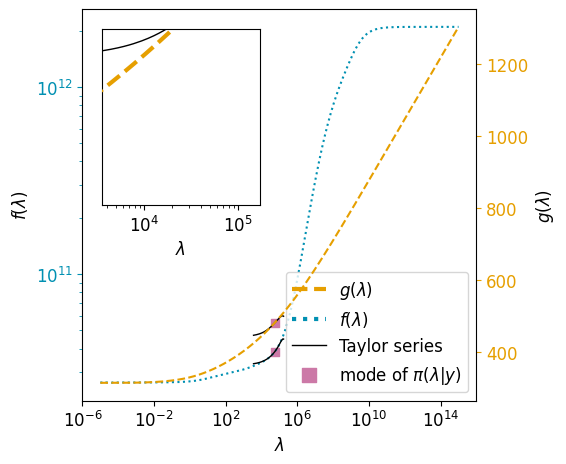 10¹²
10¹¹
f(λ)
10⁻⁶ 10⁻² 10² 10⁶ 10¹⁰ 10¹⁴
λ
1200
1000
800
600
400
g(λ)
10⁴ 10⁵
λ
g(λ)
f(λ)
Taylor series
mode of π(λ|y)